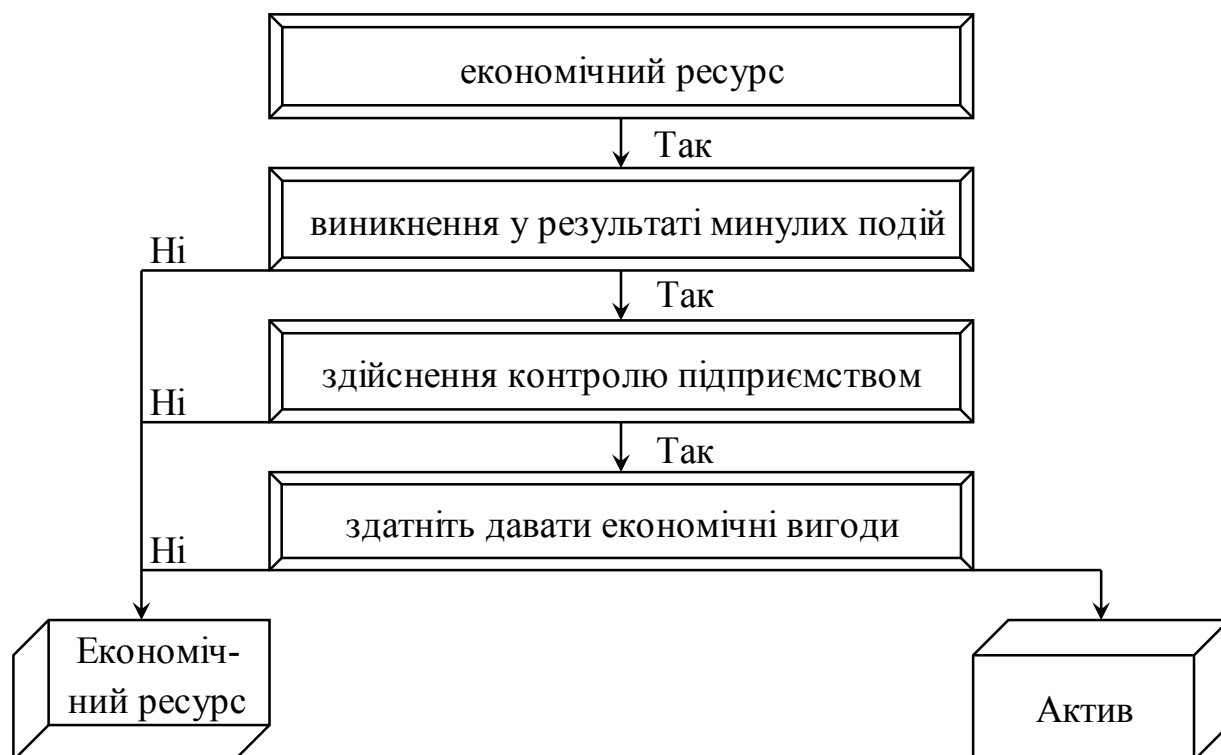 економічний ресурс
Так
виникнення у результаті минулих подій
Ні
Так
здійснення контролю підприємством
Ні
Так
здатніть давати економічні вигоди
Ні
Економіч-
ний ресурс
Актив